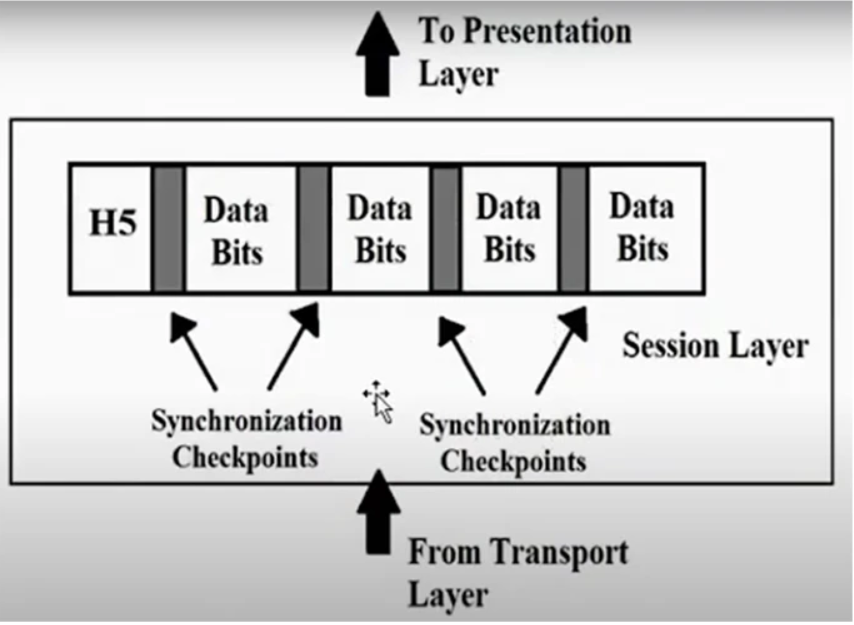 To Presentation
Layer
H5
Data
Bits
Data
Bits
Data
Bits
Data
Bits
Session Layer
Synchronization
Checkpoints
Synchronization
Checkpoints
From Transport
Layer